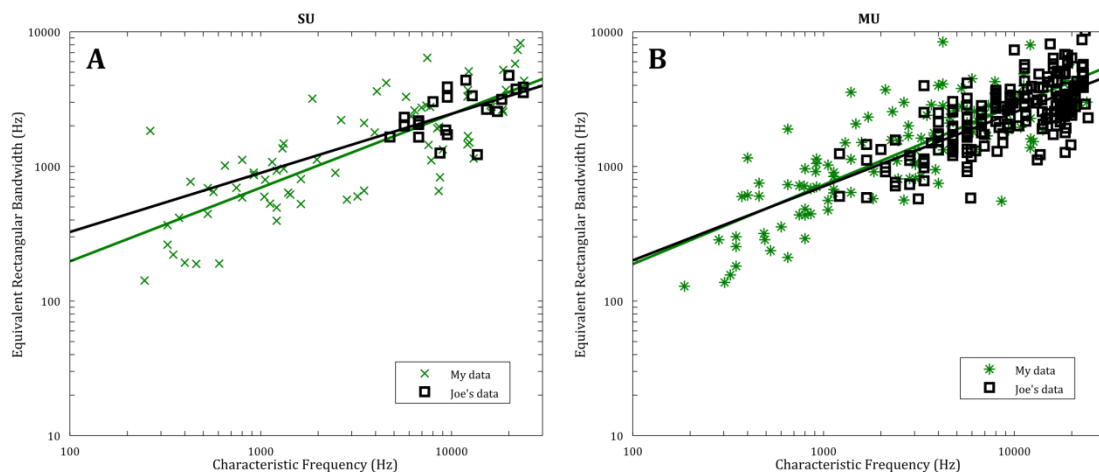 SU
A
10000
1000
100
10
Equivalent Rectangular Bandwidth (Hz)
My data
Joe's data
100
1000
10000
Characteristic Frequency (Hz)
MU
B
10000
1000
100
10
Equivalent Rectangular Bandwidth (Hz)
My data
Joe's data
100
1000
10000
Characteristic Frequency (Hz)